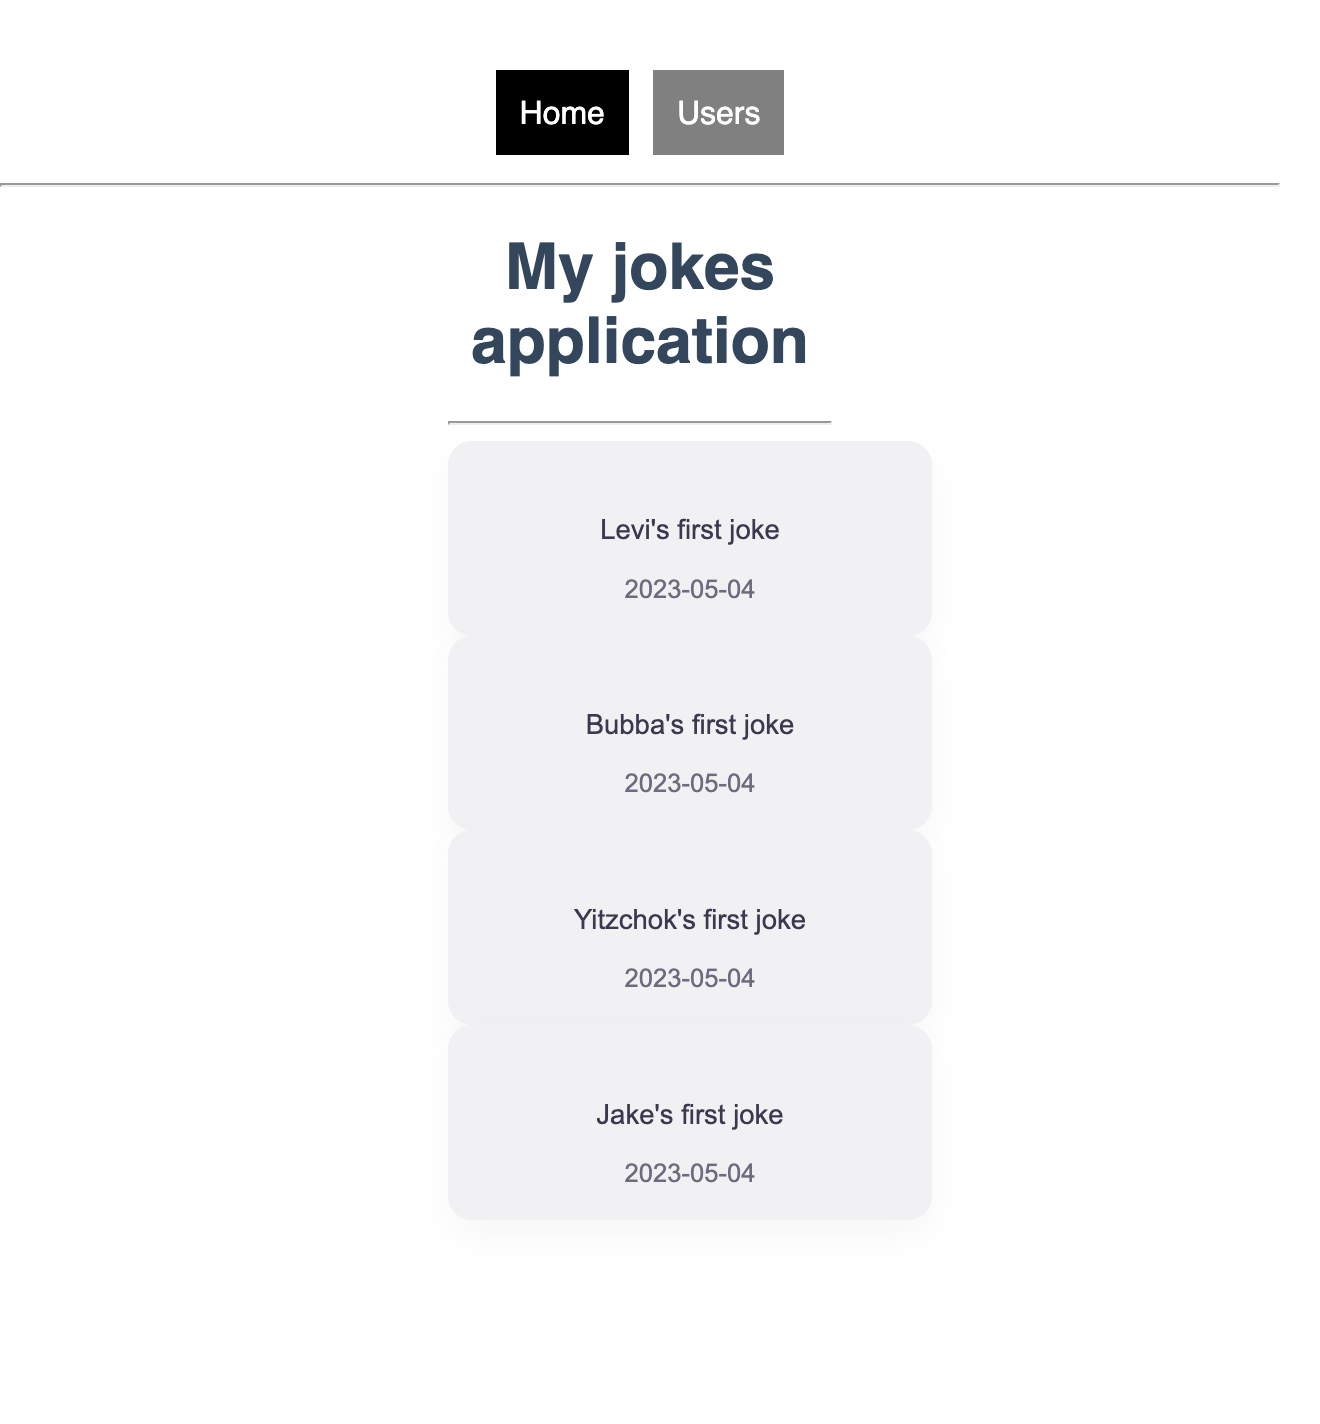 Home Users
My jokes
application
Levi's first joke
2023-05-04
Bubba's first joke
2023-05-04
Yitzchok's first joke
2023-05-04
Jake's first joke
2023-05-04